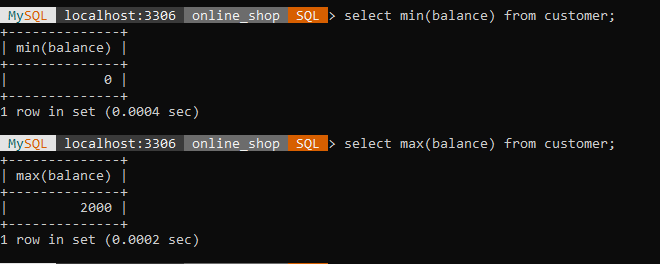 MySQL localhost:3306 online_shop SQL > select min(balance) from customer;
+--------------+
| min(balance) |
+--------------+
|            0 |
+--------------+
1 row in set (0.0004 sec)
MySQL localhost:3306 online_shop SQL > select max(balance) from customer;
+--------------+
| max(balance) |
+--------------+
|         2000 |
+--------------+
1 row in set (0.0002 sec)